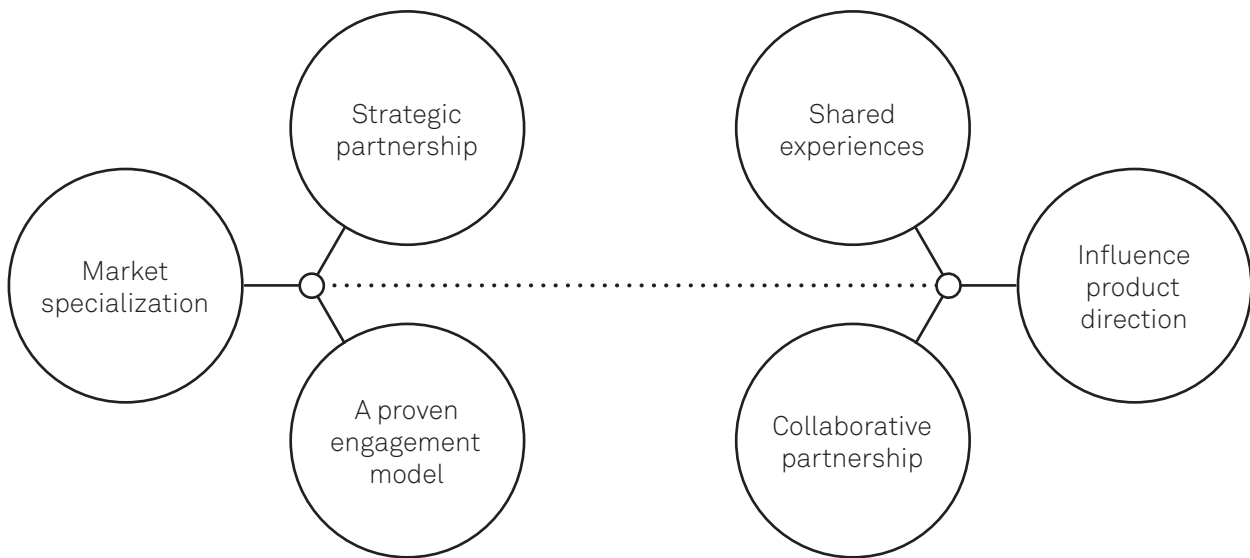 Strategic
partnership
Market
specialization
A proven
engagement
model
Shared
experiences
Influence
product
direction
Collaborative
partnership